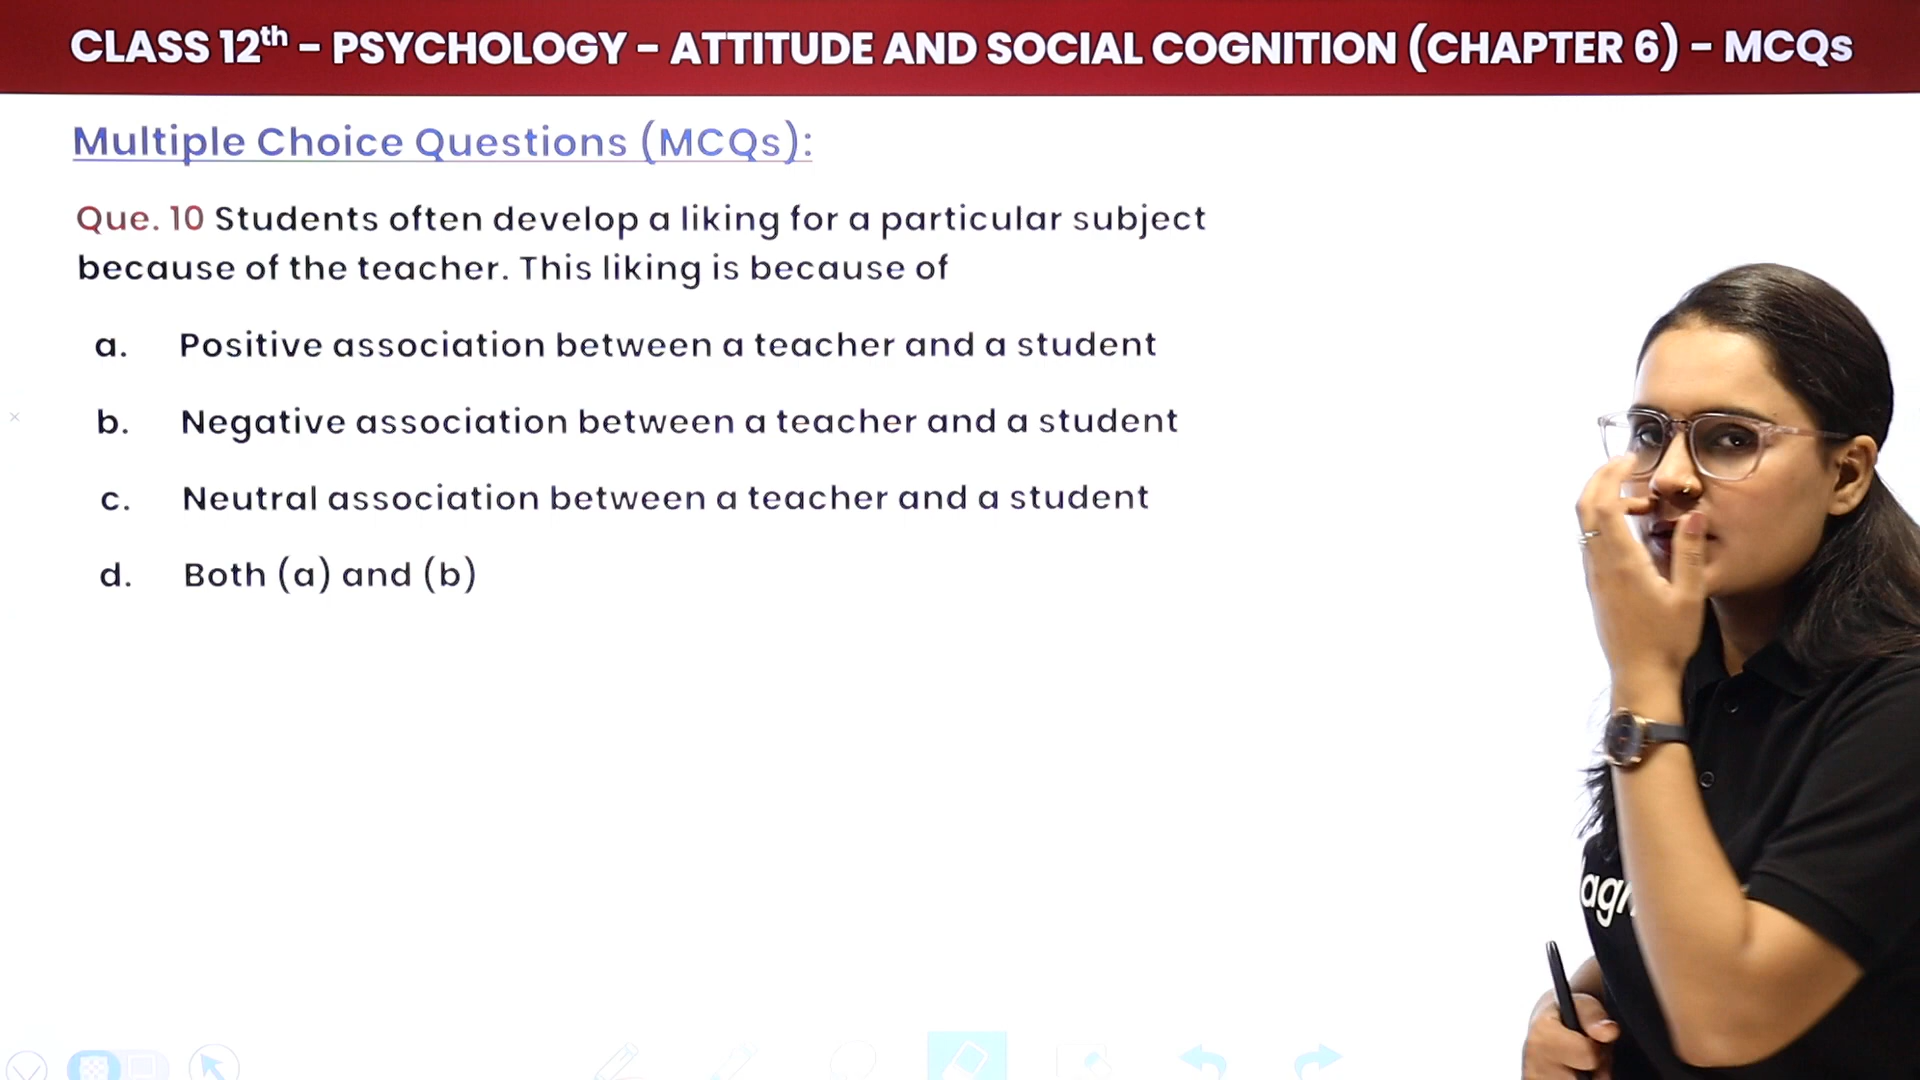 CLASS 12th – PSYCHOLOGY – ATTITUDE AND SOCIAL COGNITION (CHAPTER 6) – MCQs
Multiple Choice Questions (MCQs):
Que. 10 Students often develop a liking for a particular subject
because of the teacher. This liking is because of
a. Positive association between a teacher and a student
b. Negative association between a teacher and a student
c. Neutral association between a teacher and a student
d. Both (a) and (b)